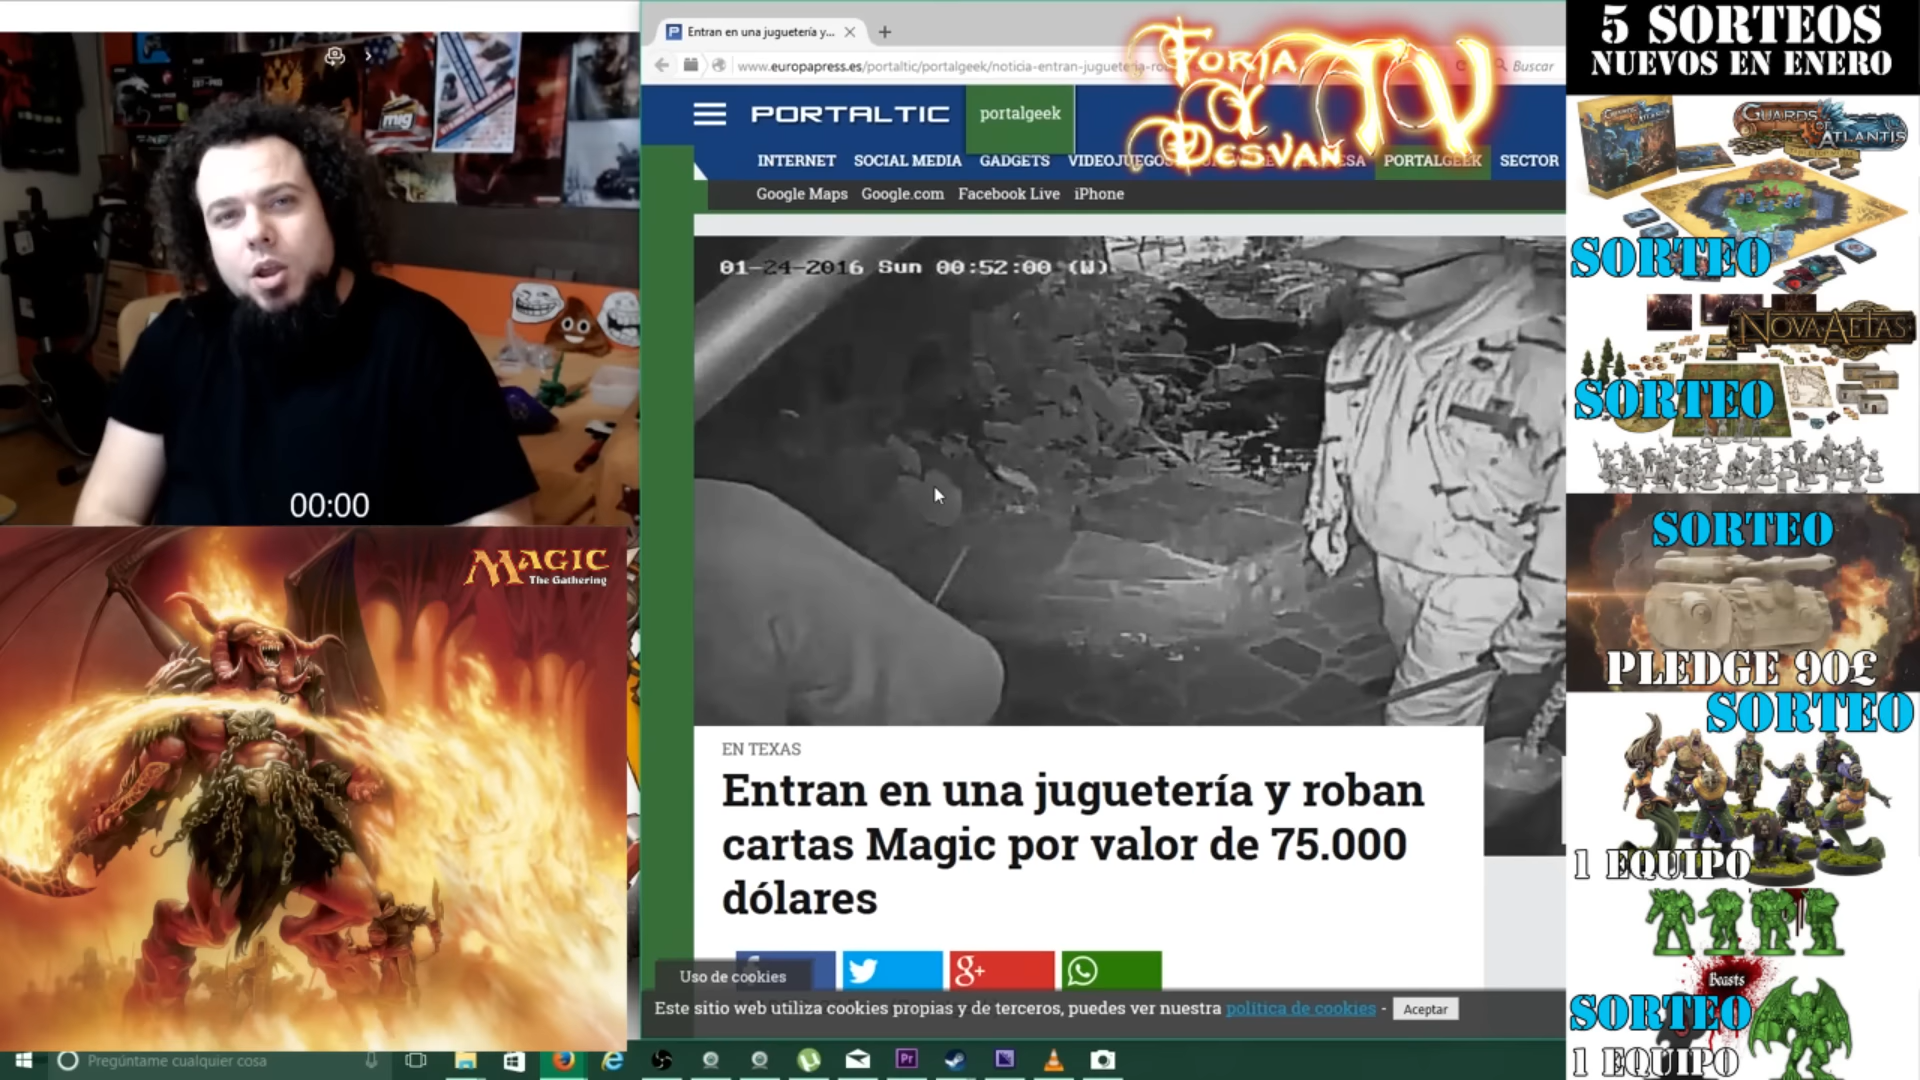 00:00
MAGIC
The Gathering
mig
Entran en una juguetería y...
www.europapress.es/portaltic/portalgeek/noticia-entran-jugueteria-ro
Buscar
FORJA
Y
DESVAN
TV
PORTALTIC
portalgeek
INTERNET SOCIAL MEDIA GADGETS VIDEOJUEGOS PORTALGEEK SECTOR
Google Maps Google.com Facebook Live iPhone
01-24-2016 Sun 00:52:00 (W)
EN TEXAS
Entran en una juguetería y roban
cartas Magic por valor de 75.000
dólares
g+
Uso de cookies
Este sitio web utiliza cookies propias y de terceros, puedes ver nuestra política de cookies - Aceptar
Pregúntame cualquier cosa
Pr
5 SORTEOS
NUEVOS EN ENERO
GUARDS
OF
ATLANTIS
SORTEO
NOVA AETAS
SORTEO
SORTEO
PLEDGE 90£
SORTEO
1 EQUIPO
Beasts
SORTEO
1 EQUIPO